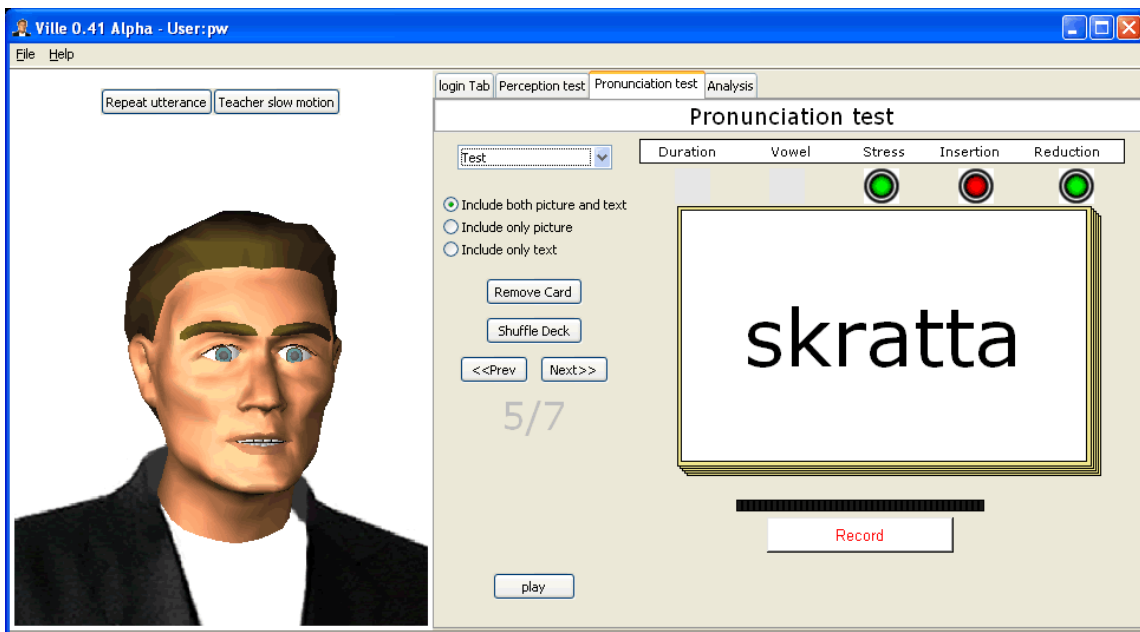 Ville 0.41 Alpha - User:pw
File Help
Repeat utterance Teacher slow motion
login Tab Perception test Pronunciation test Analysis
Pronunciation test
Test
Duration Vowel Stress Insertion Reduction
Include both picture and text
Include only picture
Include only text
Remove Card
Shuffle Deck
<<Prev Next>>
5/7
skratta
Record
play